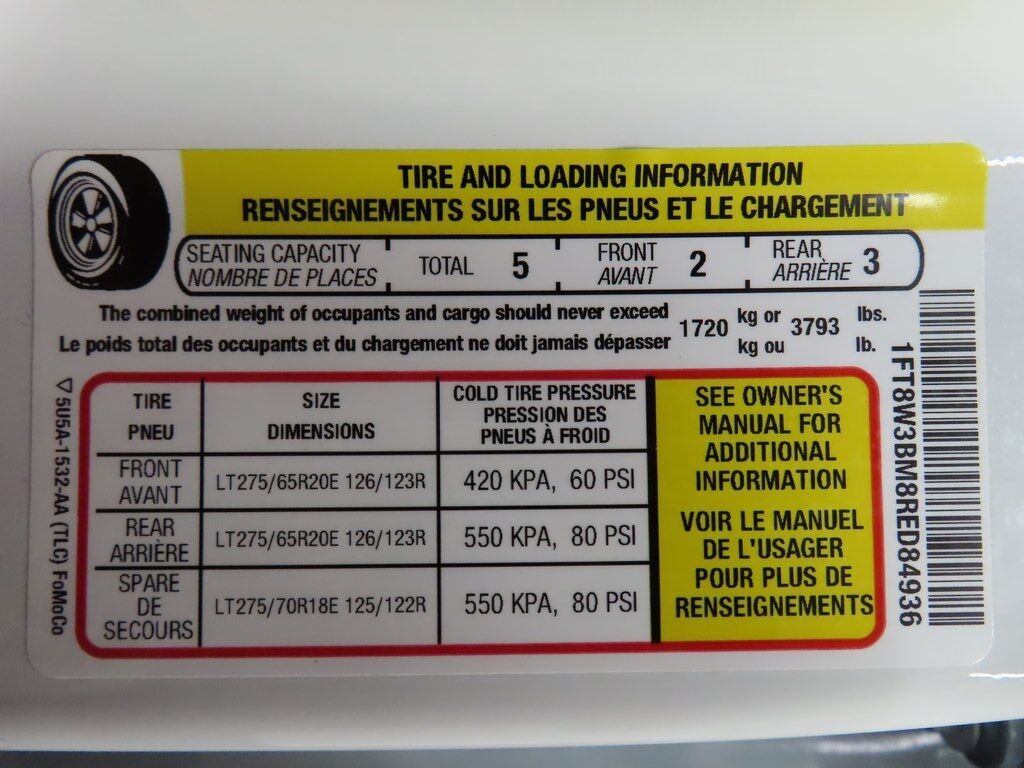 TIRE AND LOADING INFORMATION
RENSEIGNEMENTS SUR LES PNEUS ET LE CHARGEMENT
SEATING CAPACITY TOTAL 5 FRONT 2 REAR 3
NOMBRE DE PLACES AVANT ARRIÈRE
The combined weight of occupants and cargo should never exceed 1720 kg or 3793 lbs.
Le poids total des occupants et du chargement ne doit jamais dépasser kg ou lb.
TIRE SIZE COLD TIRE PRESSURE
PNEU DIMENSIONS PRESSION DES
PNEUS À FROID
FRONT
AVANT LT275/65R20E 126/123R 420 KPA, 60 PSI
REAR
ARRIÈRE LT275/65R20E 126/123R 550 KPA, 80 PSI
SPARE
DE
SECOURS LT275/70R18E 125/122R 550 KPA, 80 PSI
SEE OWNER'S
MANUAL FOR
ADDITIONAL
INFORMATION
VOIR LE MANUEL
DE L'USAGER
POUR PLUS DE
RENSEIGNEMENTS
1FT8W3BM8RED84936
▽5U5A-1532-AA (TLC) FoMoCo